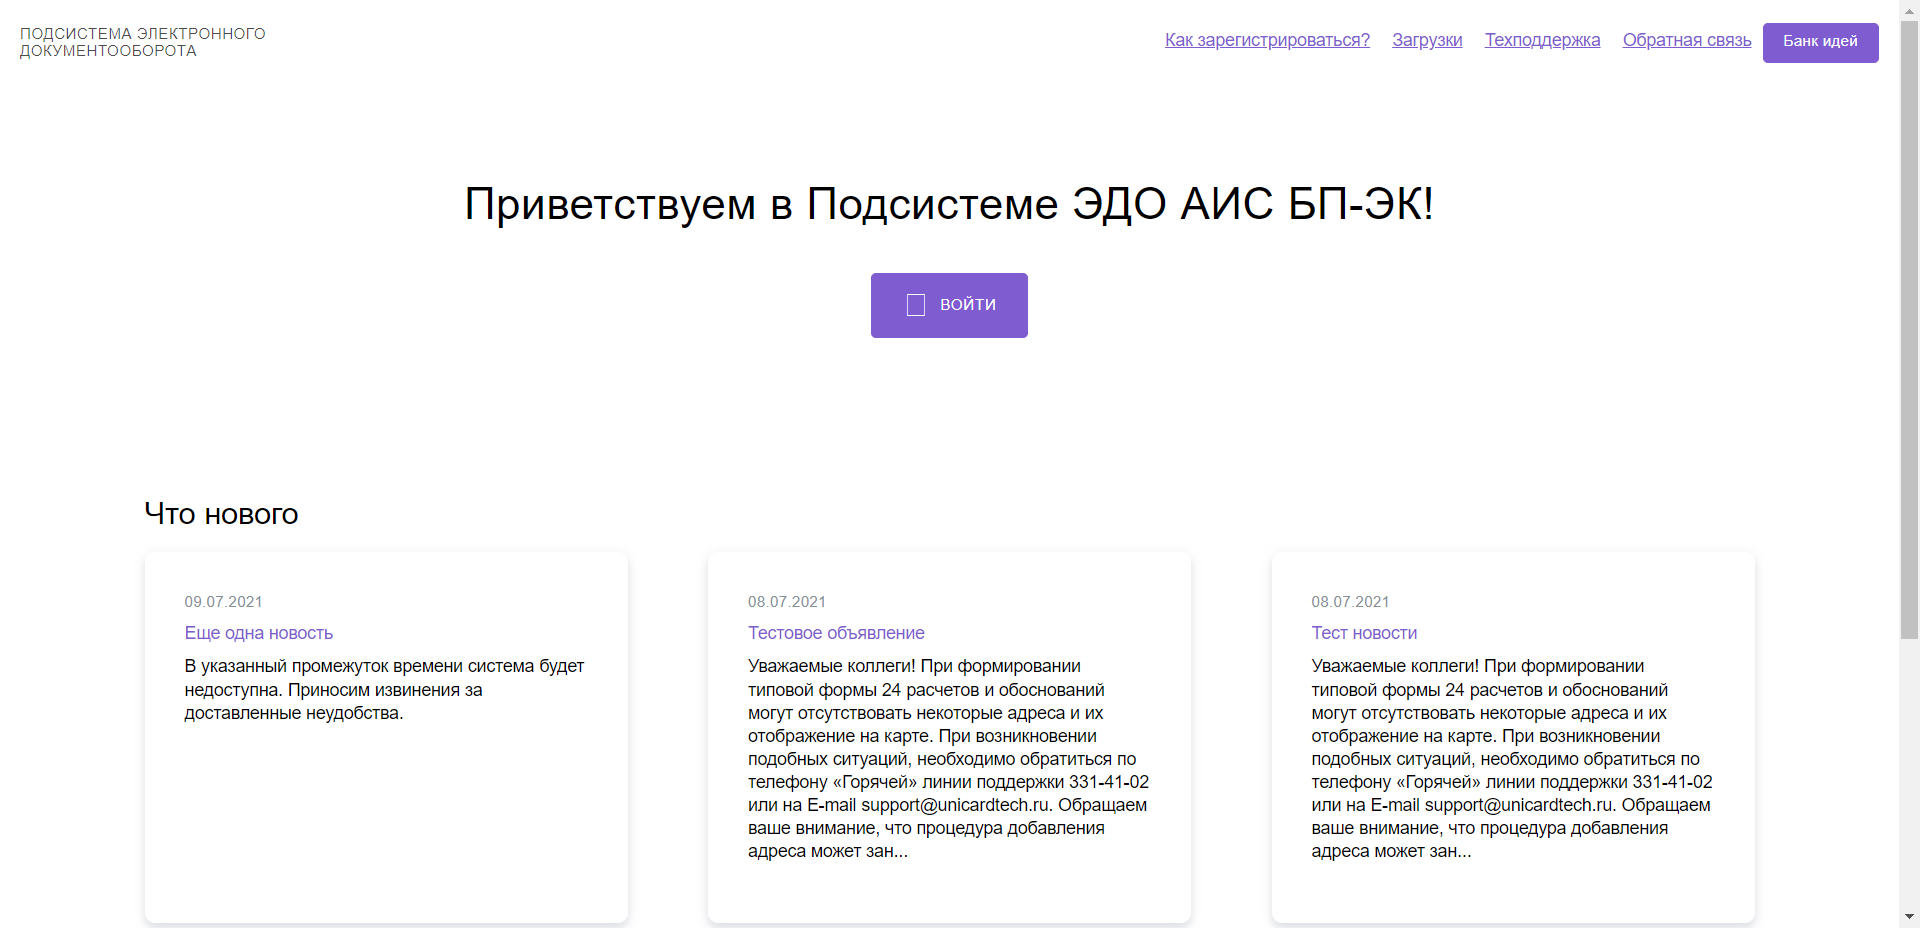 ПОДСИСТЕМА ЭЛЕКТРОННОГО
ДОКУМЕНТООБОРОТА
Как зарегистрироваться?
Загрузки
Техподдержка
Обратная связь
Банк идей
Приветствуем в Подсистеме ЭДО АИС БП-ЭК!
ВОЙТИ
Что нового
09.07.2021
Еще одна новость
В указанный промежуток времени система будет
недоступна. Приносим извинения за
доставленные неудобства.
08.07.2021
Тестовое объявление
Уважаемые коллеги! При формировании
типовой формы 24 расчетов и обоснований
могут отсутствовать некоторые адреса и их
отображение на карте. При возникновении
подобных ситуаций, необходимо обратиться по
телефону «Горячей» линии поддержки 331-41-02
или на E-mail support@unicardtech.ru. Обращаем
ваше внимание, что процедура добавления
адреса может зан...
08.07.2021
Тест новости
Уважаемые коллеги! При формировании
типовой формы 24 расчетов и обоснований
могут отсутствовать некоторые адреса и их
отображение на карте. При возникновении
подобных ситуаций, необходимо обратиться по
телефону «Горячей» линии поддержки 331-41-02
или на E-mail support@unicardtech.ru. Обращаем
ваше внимание, что процедура добавления
адреса может зан...